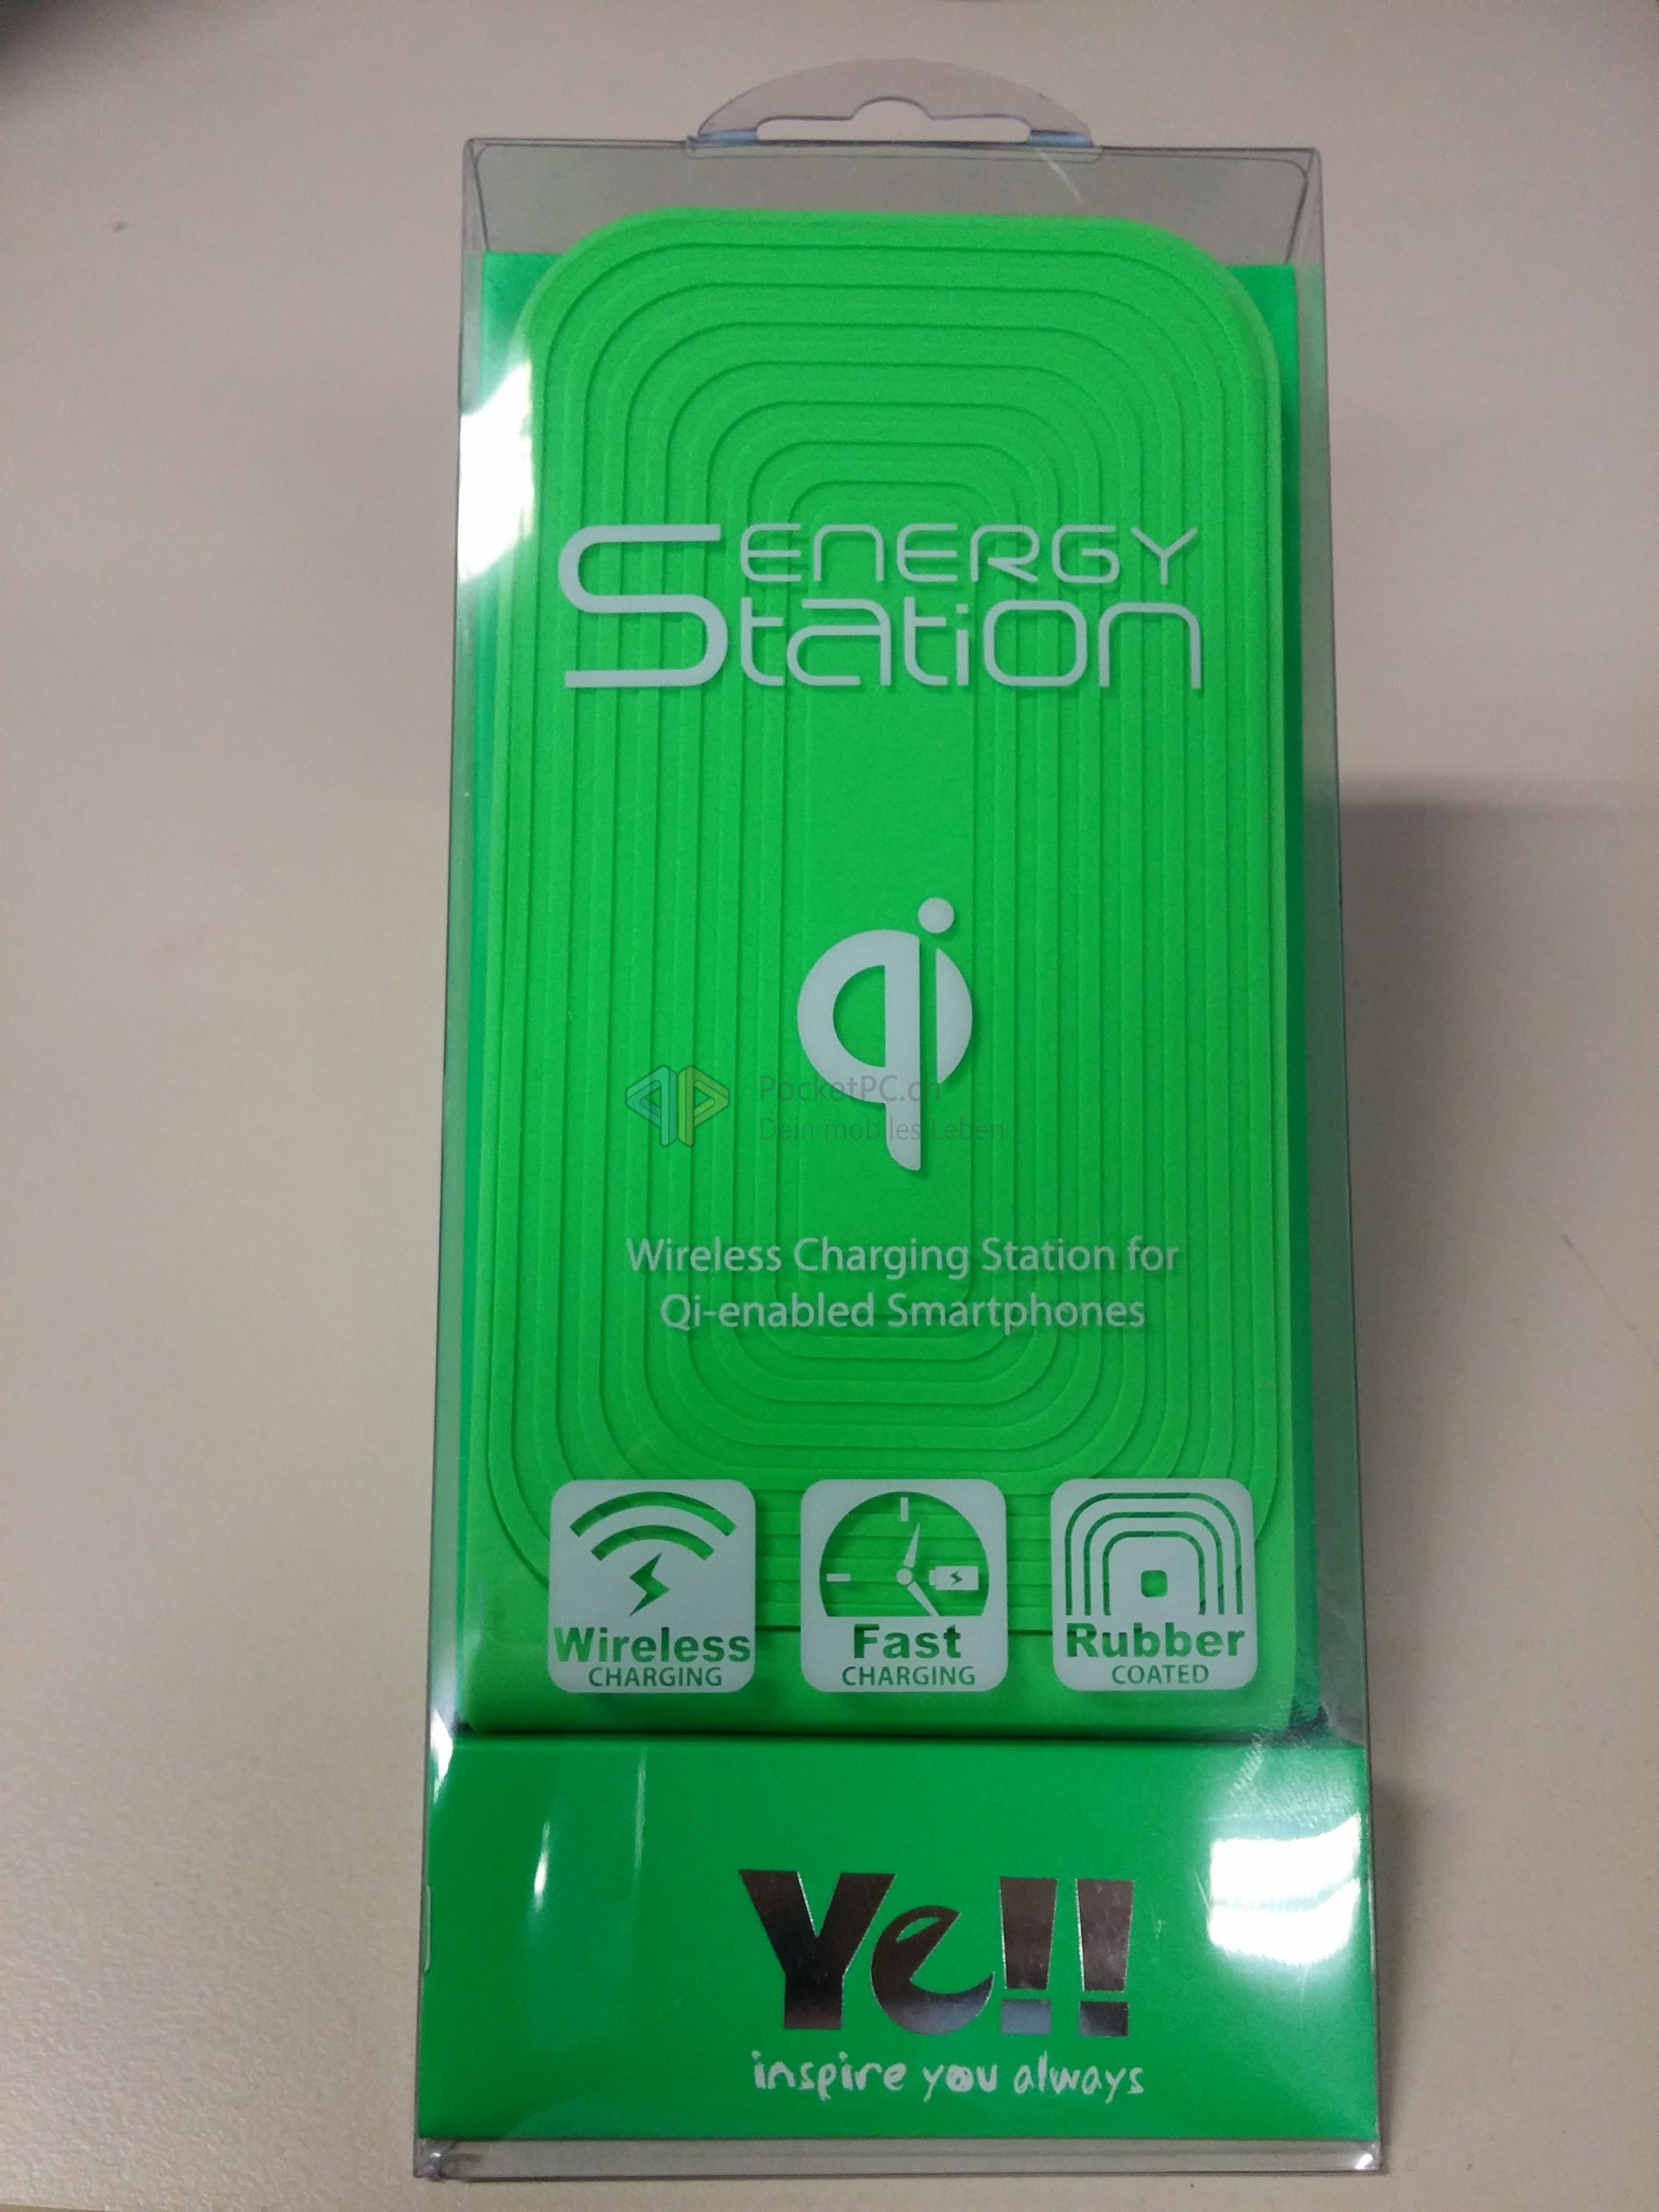 ENERGY
Station
qi
PocketPC.ch
Dein mobiles Leben
Wireless Charging Station for
Qi-enabled Smartphones
Wireless
CHARGING
Fast
CHARGING
Rubber
COATED
Ye!!
inspire you always